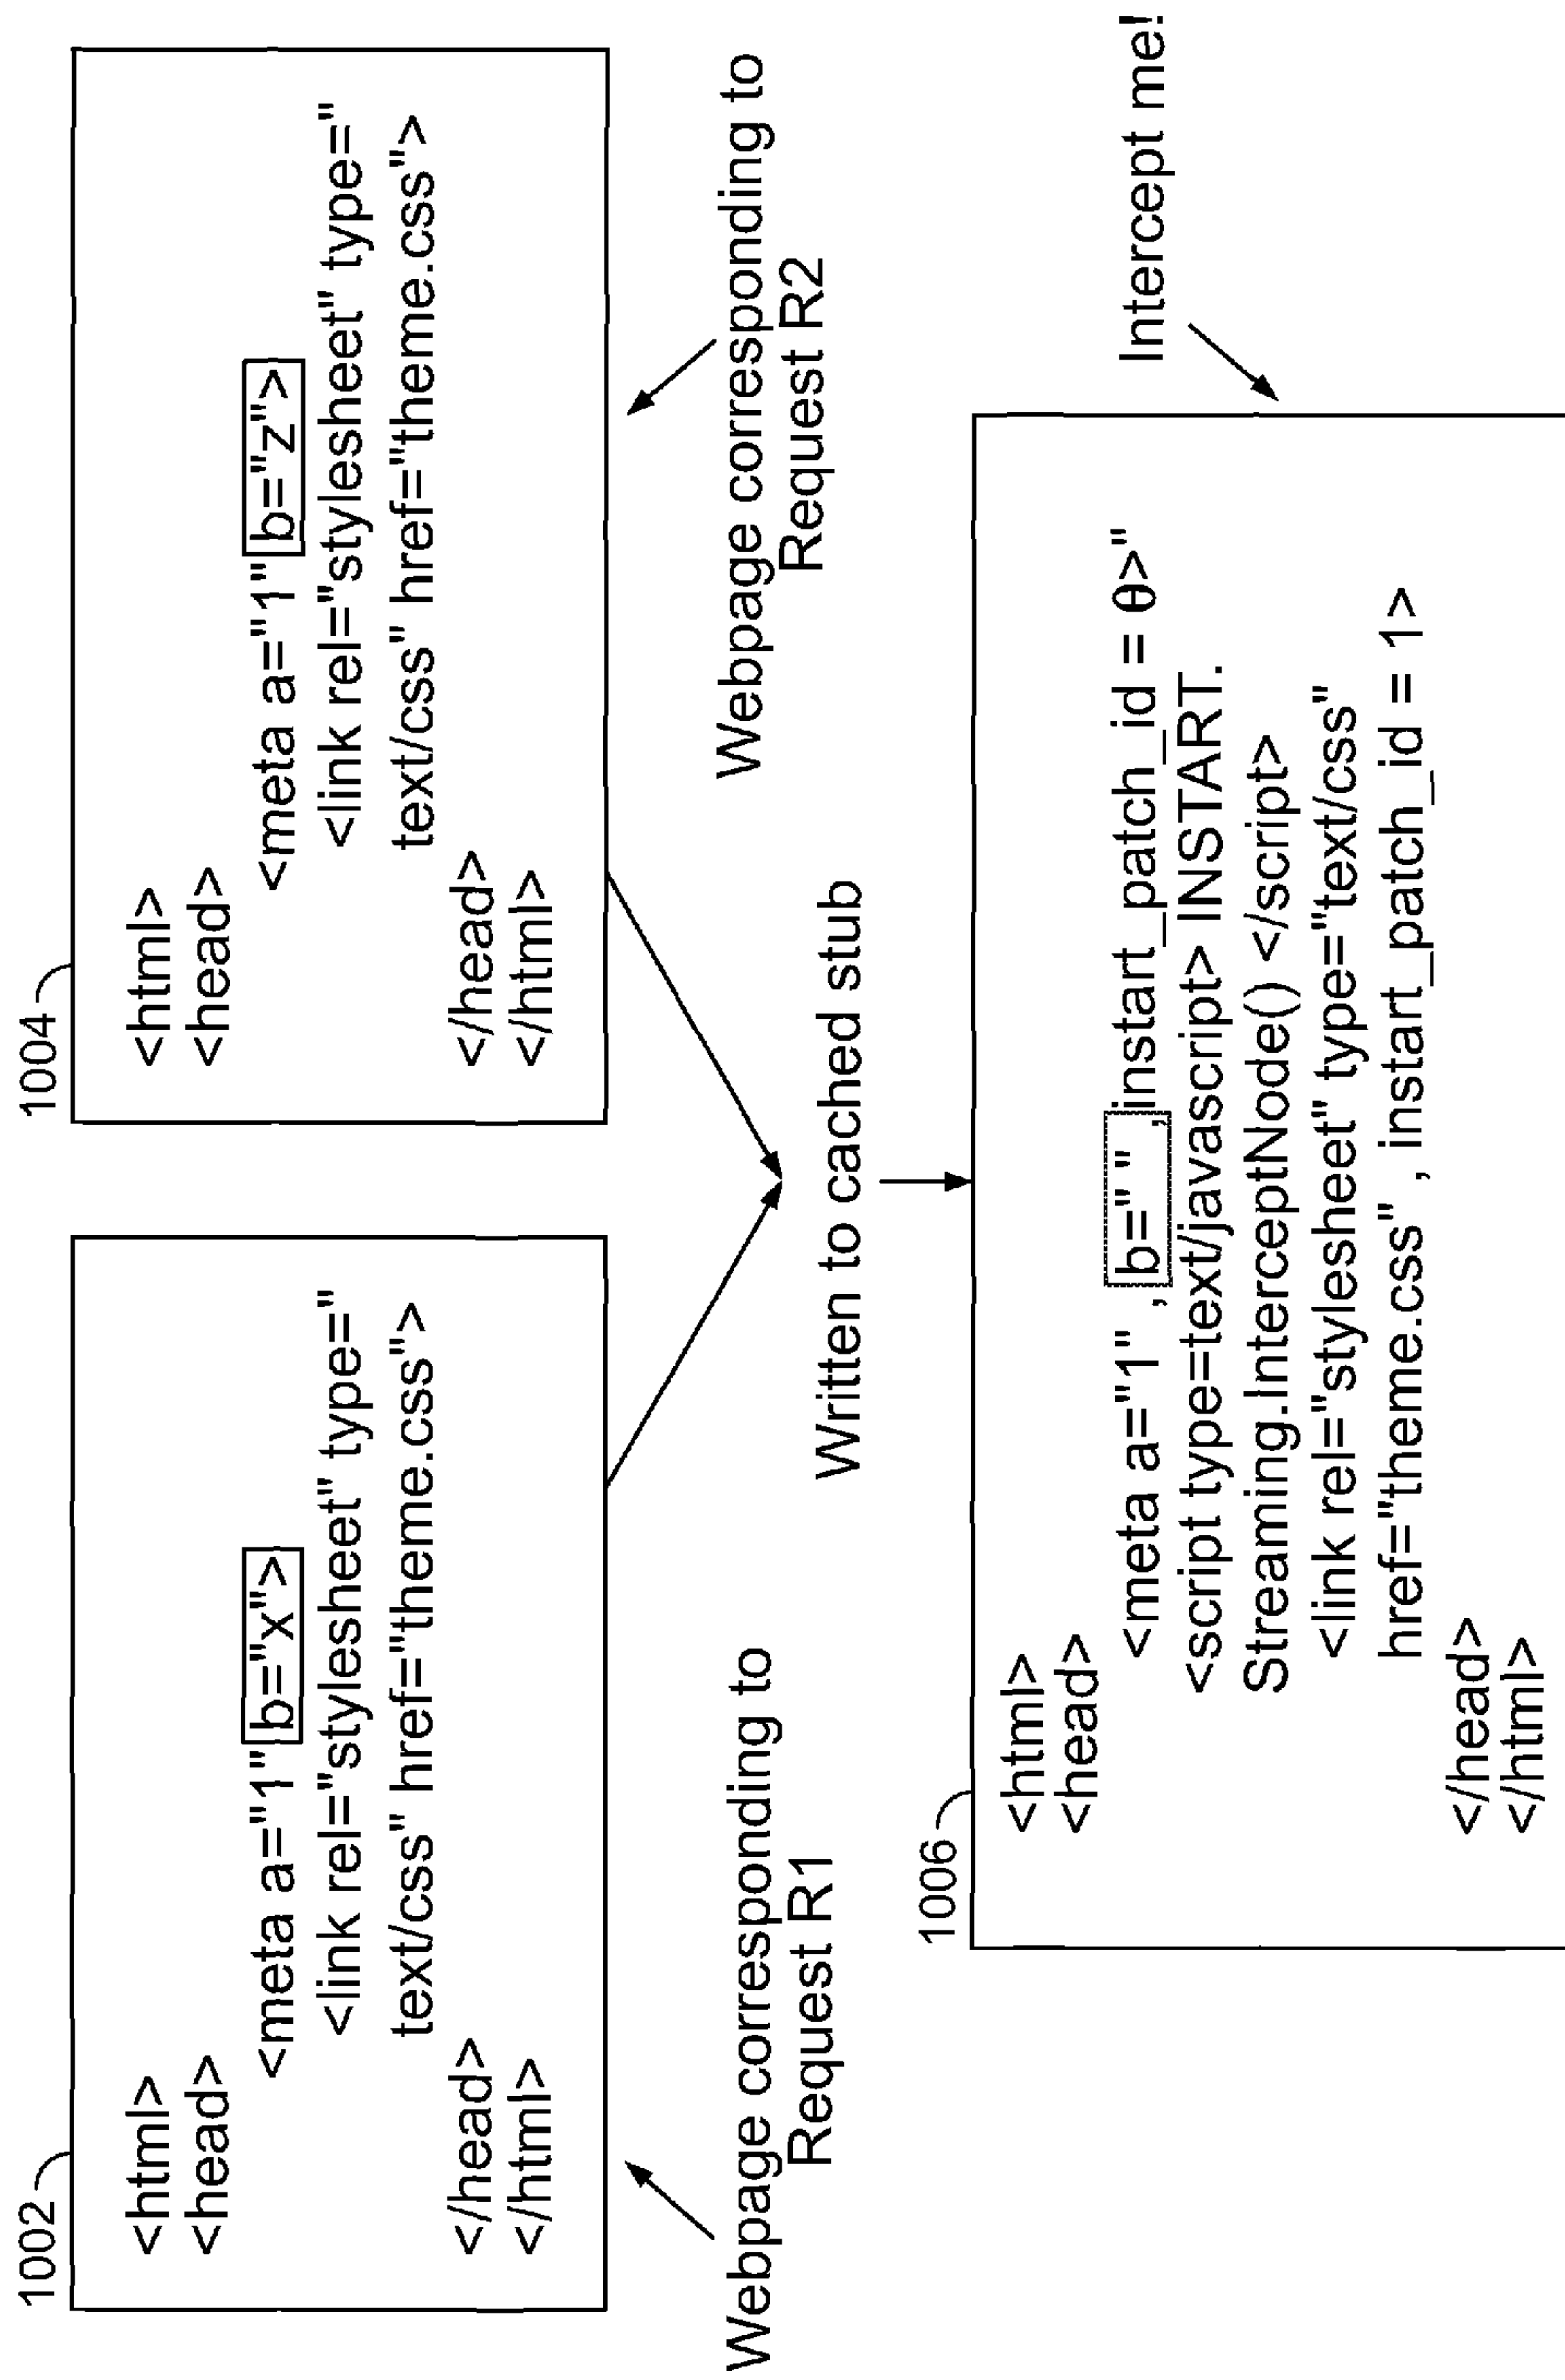 1002
<html>
<head>
<meta a="1" b="x">
<link rel="stylesheet" type="
text/css" href="theme.css">
</head>
</html>
Webpage corresponding to
Request R1
1004
<html>
<head>
<meta a="1" b="z">
<link rel="stylesheet" type="
text/css" href="theme.css">
</head>
</html>
Webpage corresponding to
Request R2
Written to cached stub
1006
<html>
<head>
<meta a="1" , b=" " , instart_patch_id = θ>"
<script type=text/javascript> INSTART.
Streaming.InterceptNode() </script>
<link rel="stylesheet" type="text/css"
href="theme.css" , instart_patch_id = 1>
</head>
</html>
Intercept me!